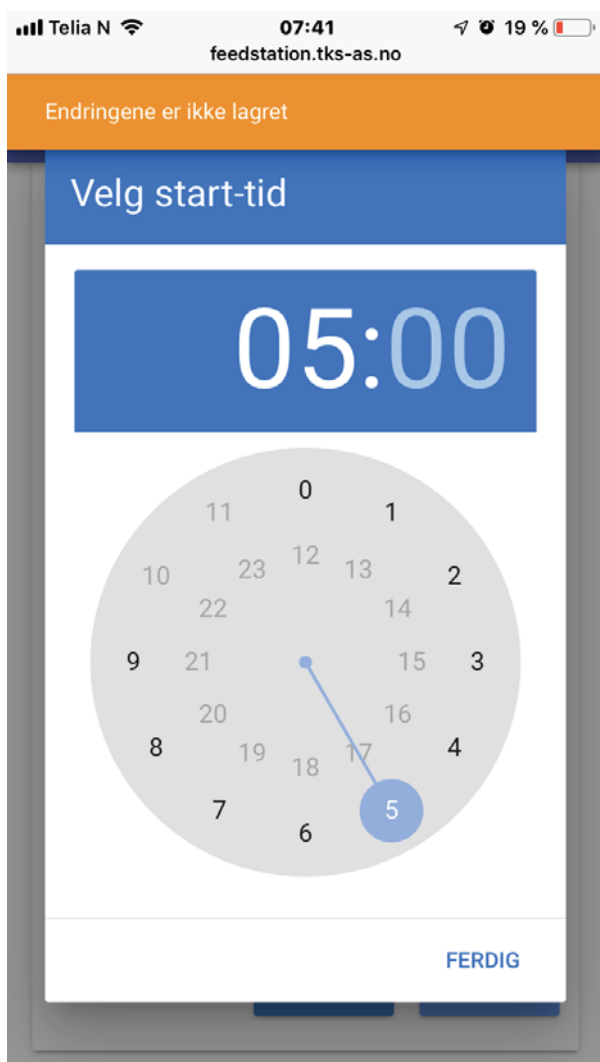 Telia N 07:41 19 %
feedstation.tks-as.no
Endringene er ikke lagret
Velg start-tid
05:00
0
11 1
23 12 13
10 2
22 14
9 21 15 3
20 16
8 19 17 4
18
7 5
6
FERDIG